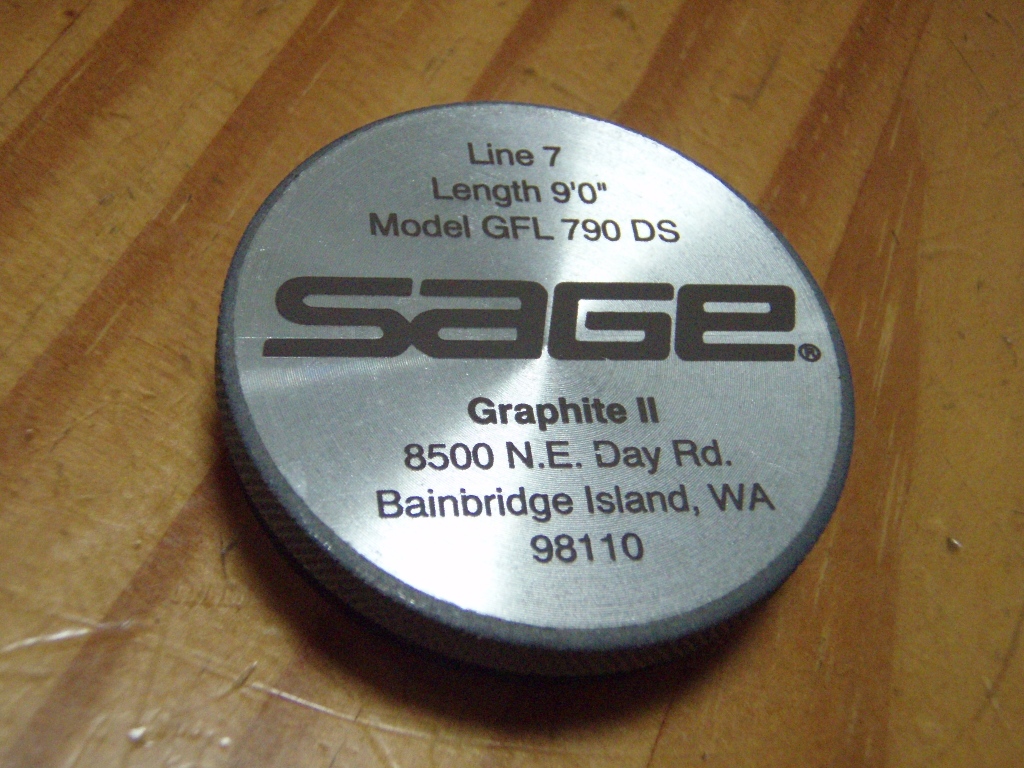 Line 7
Length 9'0"
Model GFL 790 DS
SAGE®
Graphite II
8500 N.E. Day Rd.
Bainbridge Island, WA
98110